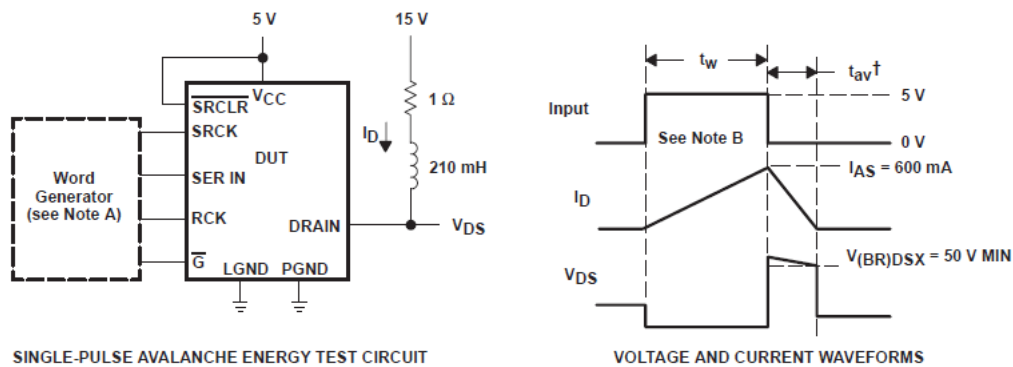 5 V
15 V
SRCLR
VCC
SRCK
1 Ω
ID
DUT
Word
Generator
(see Note A)
SER IN
210 mH
RCK
DRAIN
VDS
G
LGND PGND
SINGLE-PULSE AVALANCHE ENERGY TEST CIRCUIT
tw
tav†
Input
5 V
See Note B
0 V
IAS = 600 mA
ID
V(BR)DSX = 50 V MIN
VDS
VOLTAGE AND CURRENT WAVEFORMS